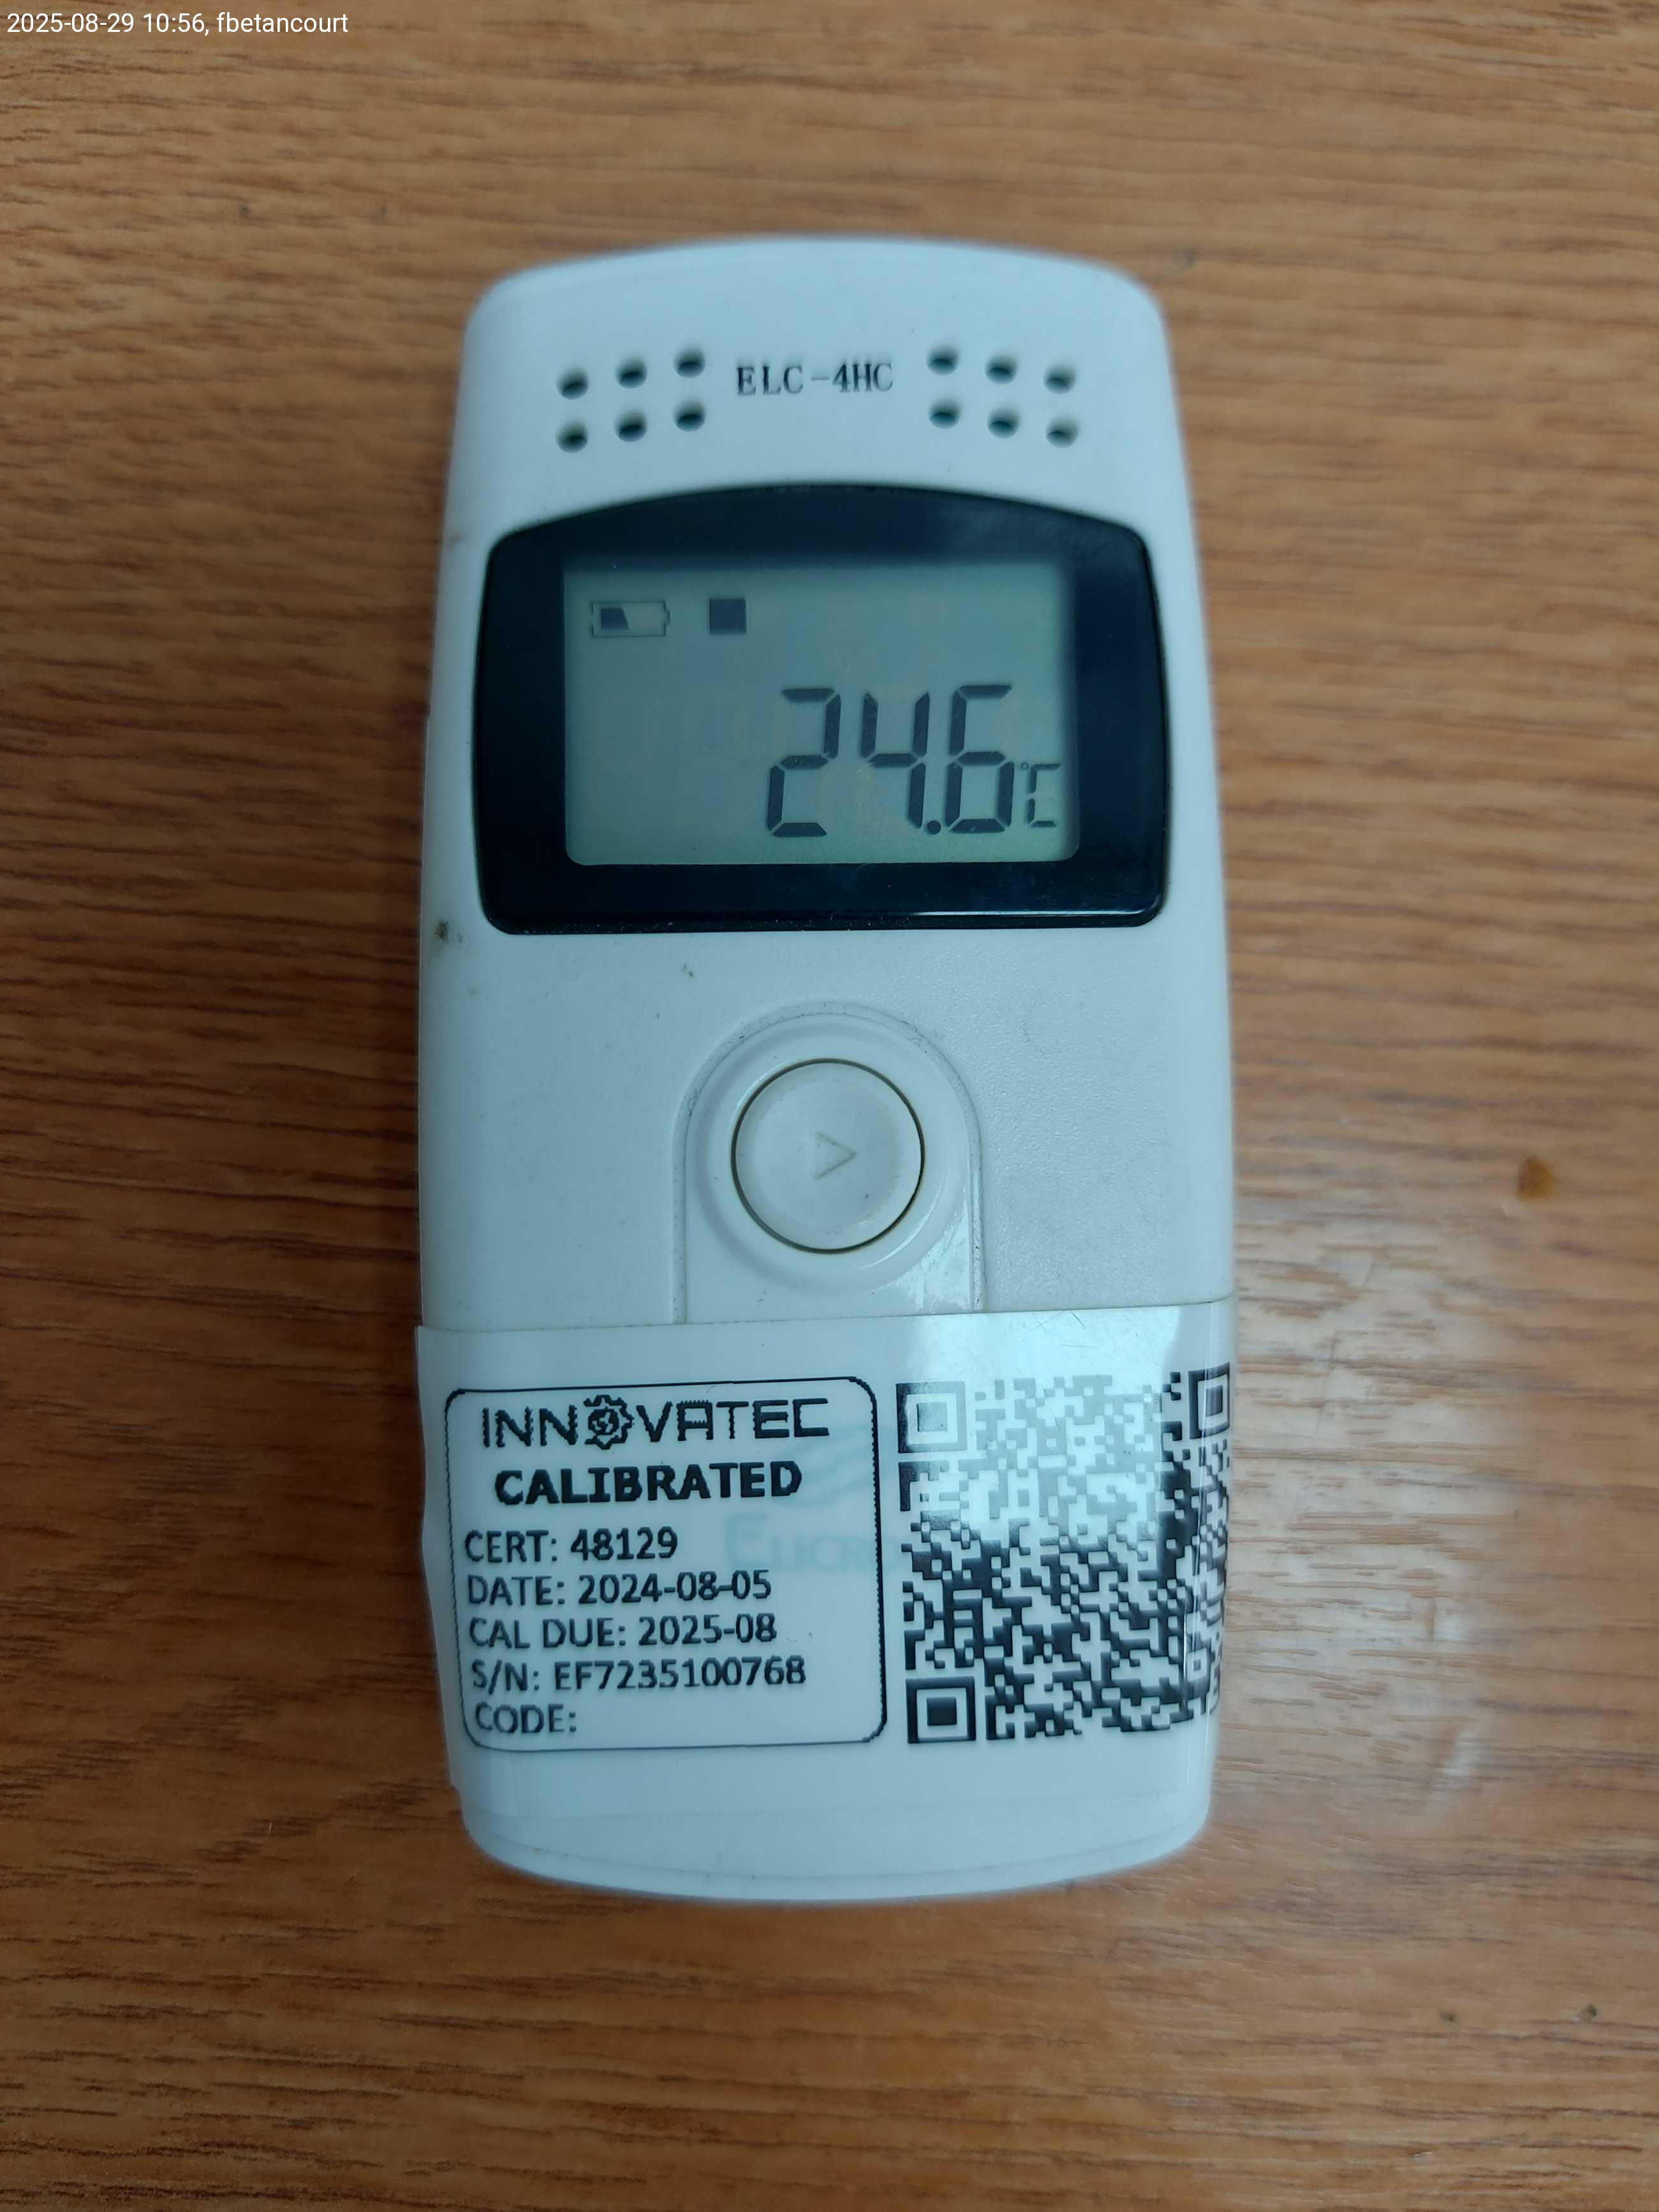 2025-08-29 10:56, fbetancourt
ELC-4HC
24.6°C
INNOVATEC
CALIBRATED
CERT: 48129
DATE: 2024-08-05
CAL DUE: 2025-08
S/N: EF7235100768
CODE: